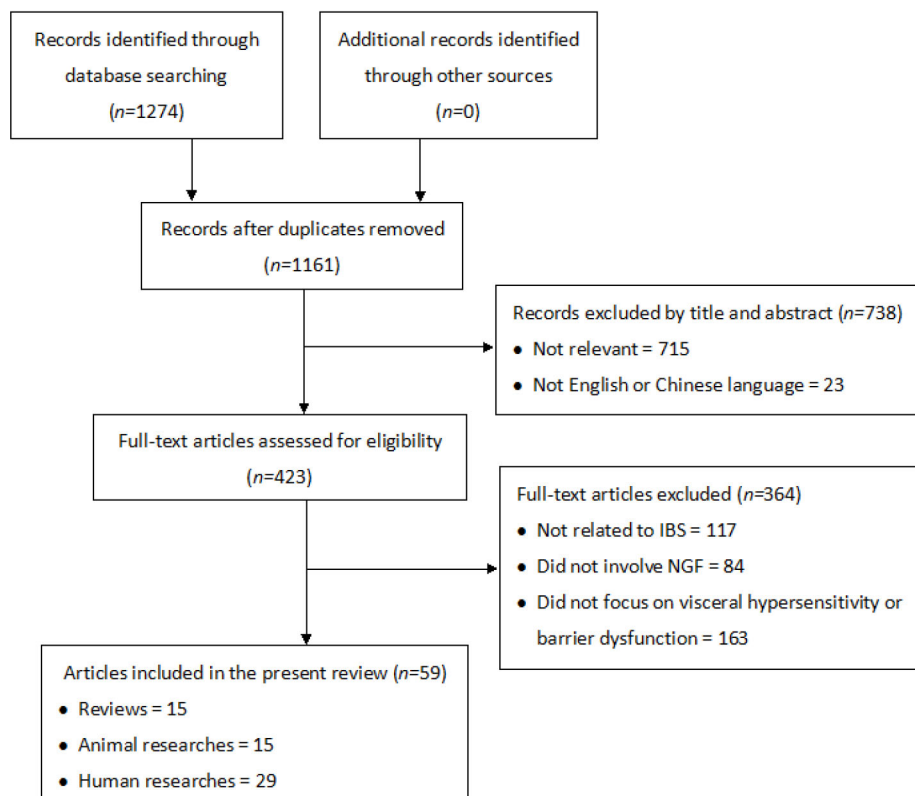 Records identified through
database searching
(n=1274)
Additional records identified
through other sources
(n=0)
Records after duplicates removed
(n=1161)
Records excluded by title and abstract (n=738)
● Not relevant = 715
● Not English or Chinese language = 23
Full-text articles assessed for eligibility
(n=423)
Full-text articles excluded (n=364)
● Not related to IBS = 117
● Did not involve NGF = 84
● Did not focus on visceral hypersensitivity or
barrier dysfunction = 163
Articles included in the present review (n=59)
● Reviews = 15
● Animal researches = 15
● Human researches = 29